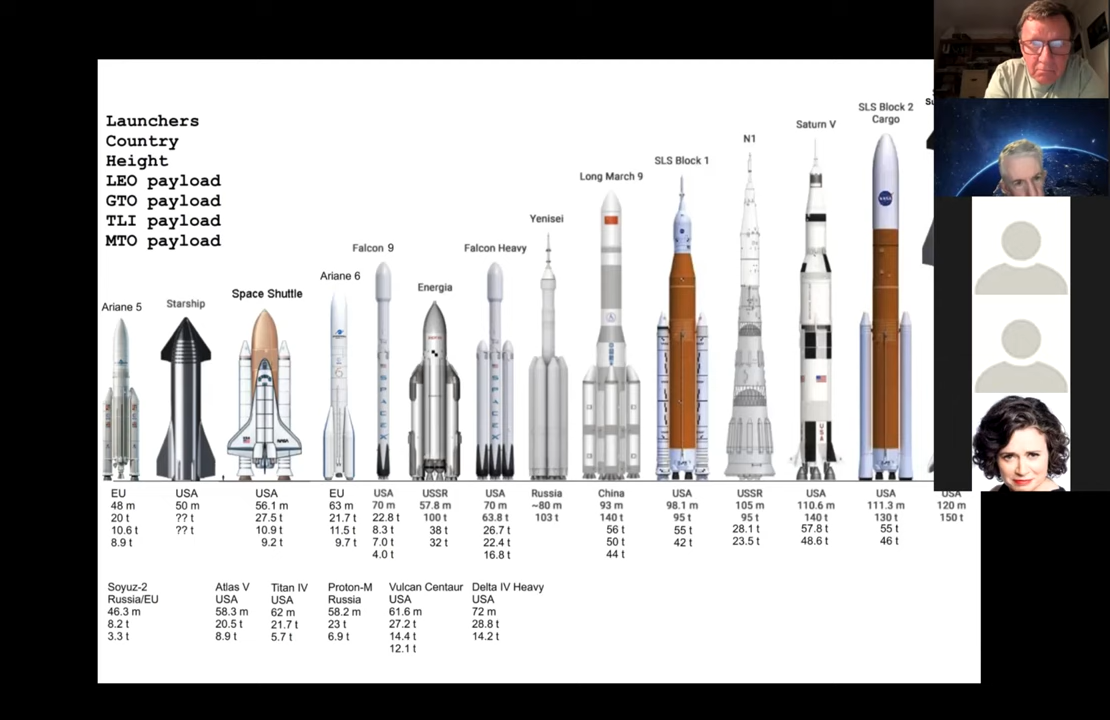 Launchers
Country
Height
LEO payload
GTO payload
TLI payload
MTO payload
Ariane 5
Starship
Space Shuttle
Ariane 6
Falcon 9
Energia
Falcon Heavy
Yenisei
Long March 9
SLS Block 1
N1
Saturn V
SLS Block 2
Cargo
NASA
SPACEX
SPACEX
USA
NASA
EU
48 m
20 t
10.6 t
8.9 t
USA
50 m
?? t
?? t
USA
56.1 m
27.5 t
10.9 t
9.2 t
EU
63 m
21.7 t
11.5 t
9.7 t
USA
70 m
22.8 t
8.3 t
7.0 t
4.0 t
USSR
57.8 m
100 t
38 t
32 t
USA
70 m
63.8 t
26.7 t
22.4 t
16.8 t
Russia
~80 m
103 t
China
93 m
140 t
56 t
50 t
44 t
USA
98.1 m
95 t
55 t
42 t
USSR
105 m
95 t
28.1 t
23.5 t
USA
110.6 m
140 t
57.8 t
48.6 t
USA
111.3 m
130 t
55 t
46 t
USA
120 m
150 t
Soyuz-2
Russia/EU
46.3 m
8.2 t
3.3 t
Atlas V
USA
58.3 m
20.5 t
8.9 t
Titan IV
USA
62 m
21.7 t
5.7 t
Proton-M
Russia
58.2 m
23 t
6.9 t
Vulcan Centaur
USA
61.6 m
27.2 t
14.4 t
12.1 t
Delta IV Heavy
USA
72 m
28.8 t
14.2 t